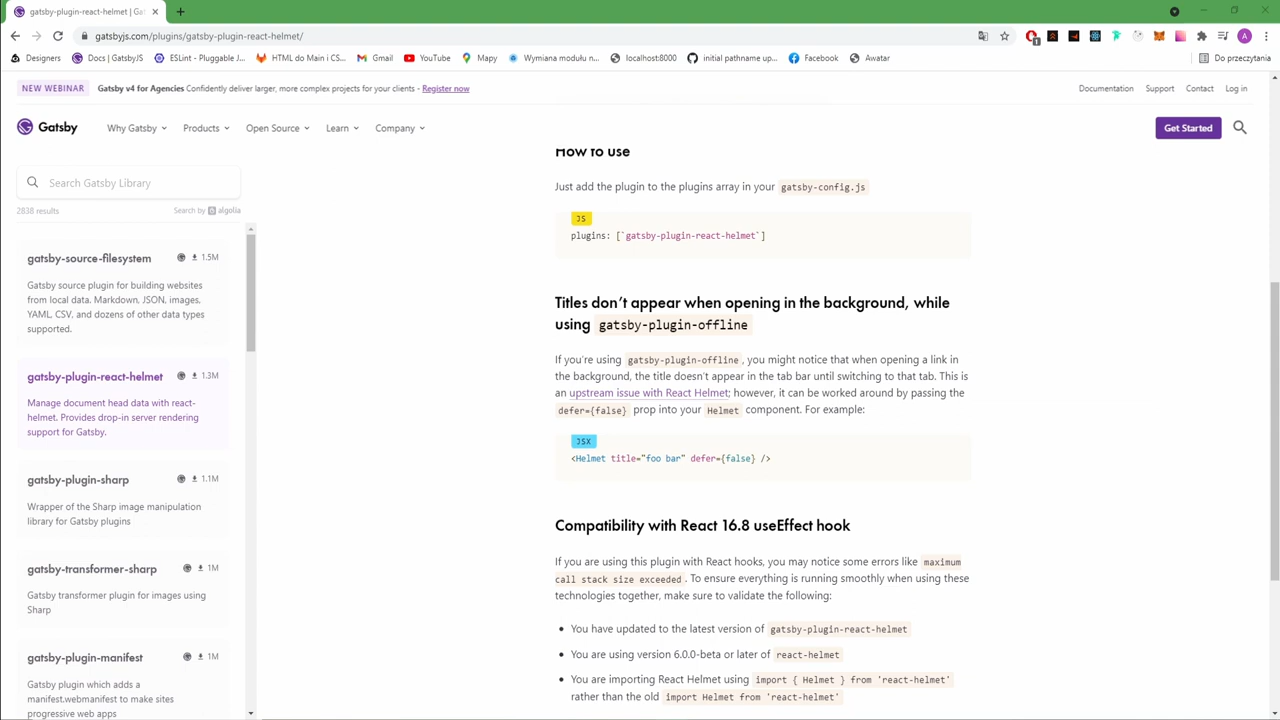 gatsby-plugin-react-helmet | Gat
gatsbyjs.com/plugins/gatsby-plugin-react-helmet/
1
A
Designers
Docs | GatsbyJS
ESLint - Pluggable J...
HTML do Main i CS...
Gmail
YouTube
Mapy
Wymiana modułu n...
localhost:8000
initial pathname up...
Facebook
Awatar
Do przeczytania
NEW WEBINAR Gatsby v4 for Agencies Confidently deliver larger, more complex projects for your clients - Register now
Documentation Support Contact Log in
Gatsby
Why Gatsby
Products
Open Source
Learn
Company
Get Started
Search Gatsby Library
2838 results
Search by algolia
gatsby-source-filesystem 1.5M
Gatsby source plugin for building websites
from local data. Markdown, JSON, images,
YAML, CSV, and dozens of other data types
supported.
gatsby-plugin-react-helmet 1.3M
Manage document head data with react-
helmet. Provides drop-in server rendering
support for Gatsby.
gatsby-plugin-sharp 1.1M
Wrapper of the Sharp image manipulation
library for Gatsby plugins
gatsby-transformer-sharp 1M
Gatsby transformer plugin for images using
Sharp
gatsby-plugin-manifest 1M
Gatsby plugin which adds a
manifest.webmanifest to make sites
progressive web apps
How to use
Just add the plugin to the plugins array in your gatsby-config.js
JS
plugins: [`gatsby-plugin-react-helmet`]
Titles don't appear when opening in the background, while
using gatsby-plugin-offline
If you're using gatsby-plugin-offline, you might notice that when opening a link in
the background, the title doesn't appear in the tab bar until switching to that tab. This is
an upstream issue with React Helmet; however, it can be worked around by passing the
defer={false} prop into your Helmet component. For example:
JSX
<Helmet title="foo bar" defer={false} />
Compatibility with React 16.8 useEffect hook
If you are using this plugin with React hooks, you may notice some errors like maximum
call stack size exceeded. To ensure everything is running smoothly when using these
technologies together, make sure to validate the following:
• You have updated to the latest version of gatsby-plugin-react-helmet
• You are using version 6.0.0-beta or later of react-helmet
• You are importing React Helmet using import { Helmet } from 'react-helmet'
rather than the old import Helmet from 'react-helmet'